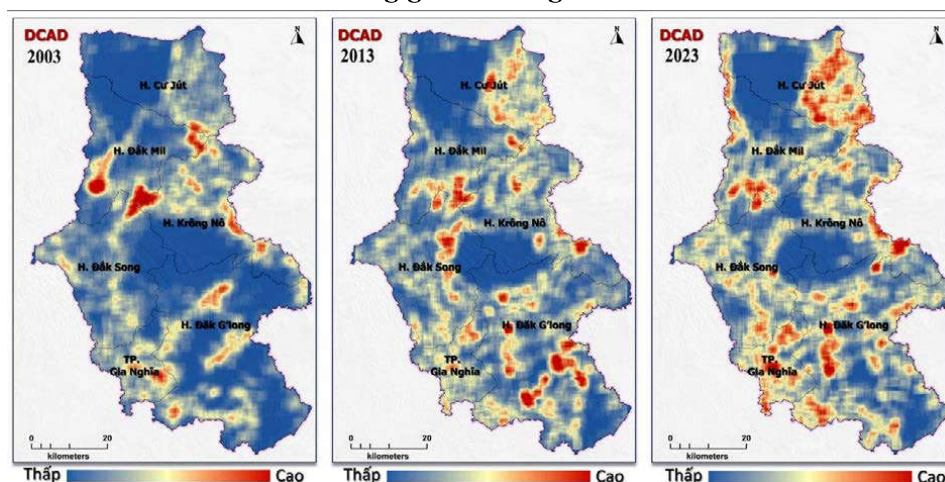 DCAD
2003
N
H. Cư Jút
H. Đắk Mil
H. Krông Nô
H. Đắk Song
H. Đăk G'long
TP.
Gia Nghĩa
0 20
kilometers
Thấp Cao
DCAD
2013
N
H. Cư Jút
H. Đắk Mil
H. Krông Nô
H. Đắk Song
H. Đăk G'long
TP.
Gia Nghĩa
0 20
kilometers
Thấp Cao
DCAD
2023
N
H. Cư Jút
H. Đắk Mil
H. Krông Nô
H. Đắk Song
H. Đăk G'long
TP.
Gia Nghĩa
0 20
kilometers
Thấp Cao